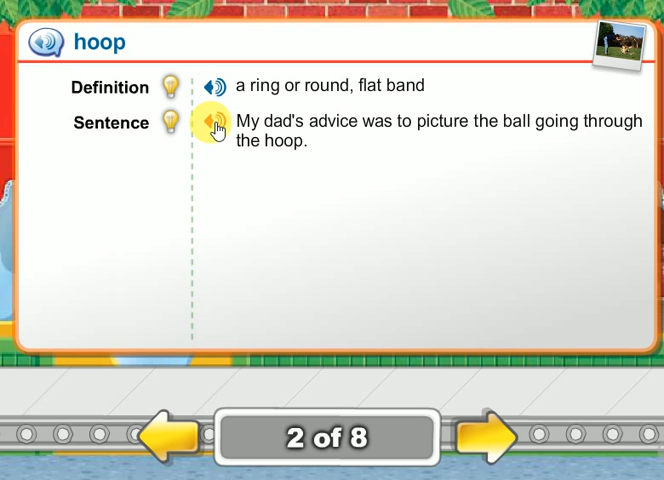 hoop
Definition a ring or round, flat band
Sentence My dad's advice was to picture the ball going through
the hoop.
2 of 8